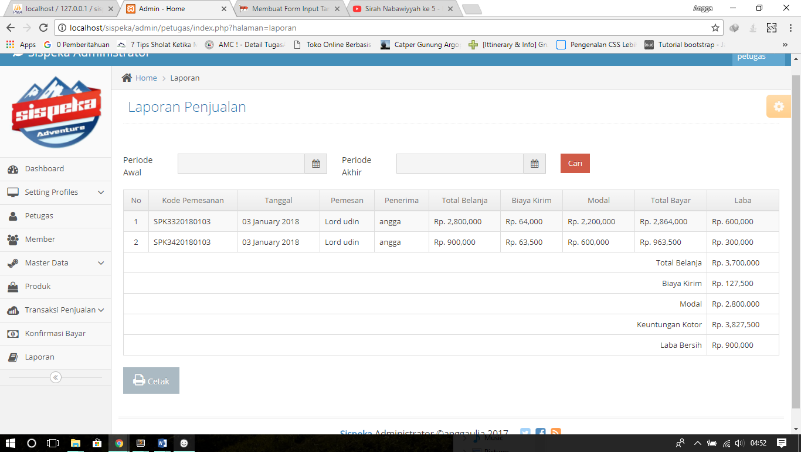 localhost / 127.0.0.1 / sis
Admin - Home
Membuat Form Input Tan
Sirah Nabawiyyah ke 5 -
Angga
localhost/sispeka/admin/petugas/index.php?halaman=laporan
Apps
0 Pemberitahuan
7 Tips Sholat Ketika
AMC ! - Detail Tugas
Toko Online Berbasis
Catper Gunung Argo
[Ittinerary & Info] Gn
Pengenalan CSS Leb
Tutorial bootstrap -
Sispeka Administrator
petugas
sispeka
Adventure
Home > Laporan
Laporan Penjualan
Periode Awal
Periode Akhir
Cari
Dashboard
Setting Profiles
Petugas
Member
Master Data
Produk
Transaksi Penjualan
Konfirmasi Bayar
Laporan
No Kode Pemesanan Tanggal Pemesan Penerima Total Belanja Biaya Kirim Modal Total Bayar Laba
1 SPK3320180103 03 January 2018 Lord udin angga Rp. 2,800,000 Rp. 64,000 Rp. 2,200,000 Rp. 2,864,000 Rp. 600,000
2 SPK3420180103 03 January 2018 Lord udin angga Rp. 900,000 Rp. 63,500 Rp. 600,000 Rp. 963,500 Rp. 300,000
Total Belanja Rp. 3,700,000
Biaya Kirim Rp. 127,500
Modal Rp. 2,800,000
Keuntungan Kotor Rp. 3,827,500
Laba Bersih Rp. 900,000
Cetak
Sispeka Administrator ©anggaulia 2017
04:52